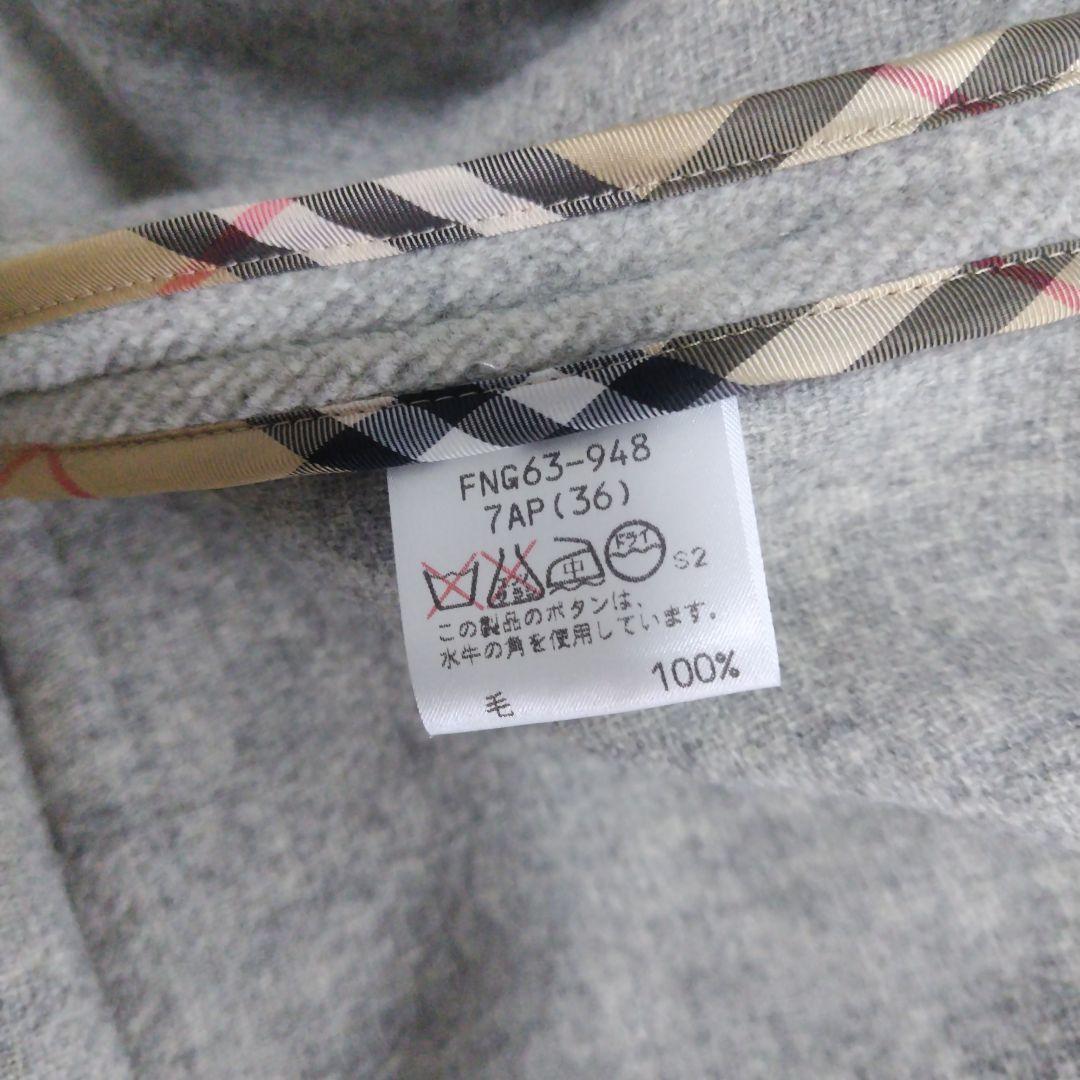 FNG63-948
7AP(36)
中 ドライ S2
この製品のボタンは、
水牛の角を使用しています.
毛 100%